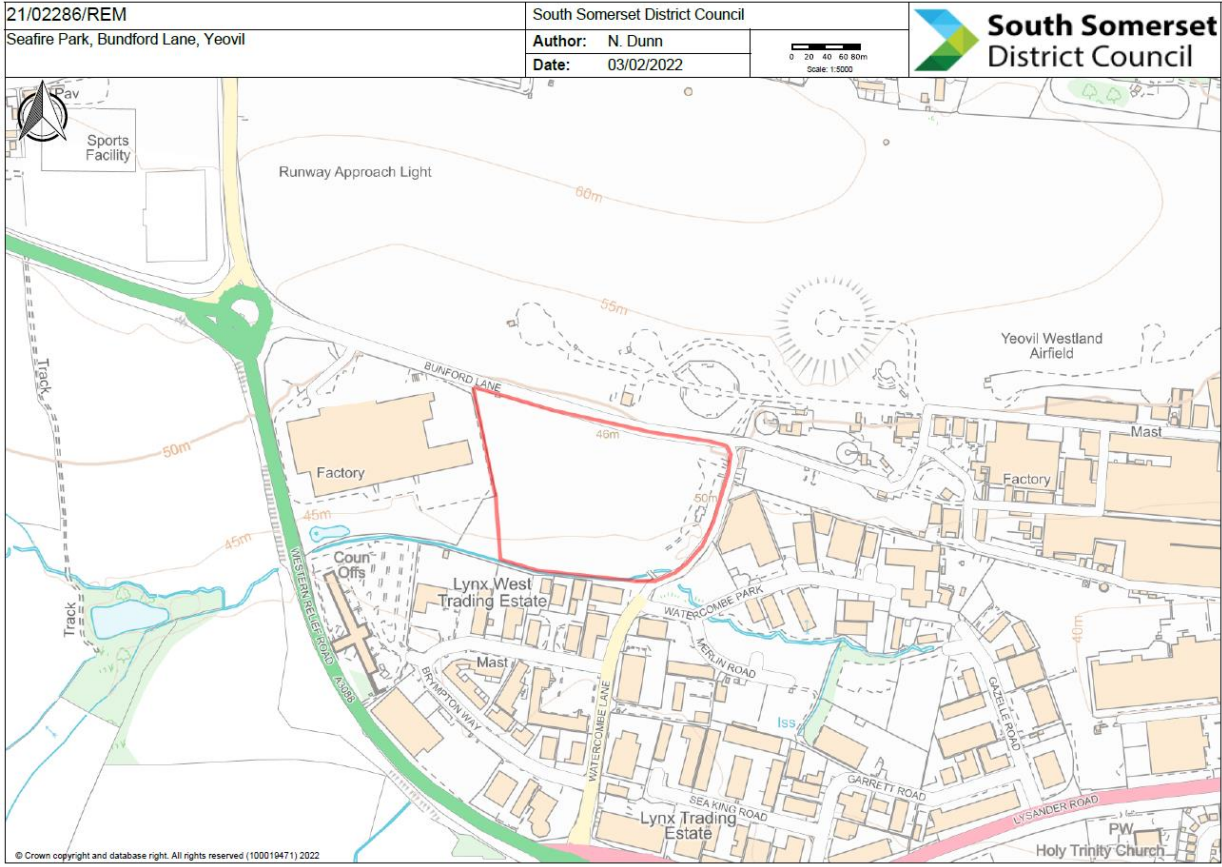 21/02286/REM
Seafire Park, Bundford Lane, Yeovil
South Somerset District Council
Author: N. Dunn
Date: 03/02/2022
0 20 40 60 80m
Scale: 1:5000
South Somerset
District Council
Pav
Sports
Facility
Runway Approach Light
60m
55m
Yeovil Westland
Airfield
Track
BUNFORD LANE
50m
46m
Mast
Factory
Factory
50m
45m
45m
WESTERN RELIEF ROAD
A3088
Coun
Offs
Lynx West
Trading Estate
WATERCOMBE PARK
Track
40m
MERLIN ROAD
Mast
BRYMPTON WAY
WATERCOMBE LANE
Iss
GAZELLE ROAD
GARRETT ROAD
SEA KING ROAD
LYSANDER ROAD
Lynx Trading
Estate
PW
Holy Trinity Church
© Crown copyright and database right. All rights reserved (100019471) 2022